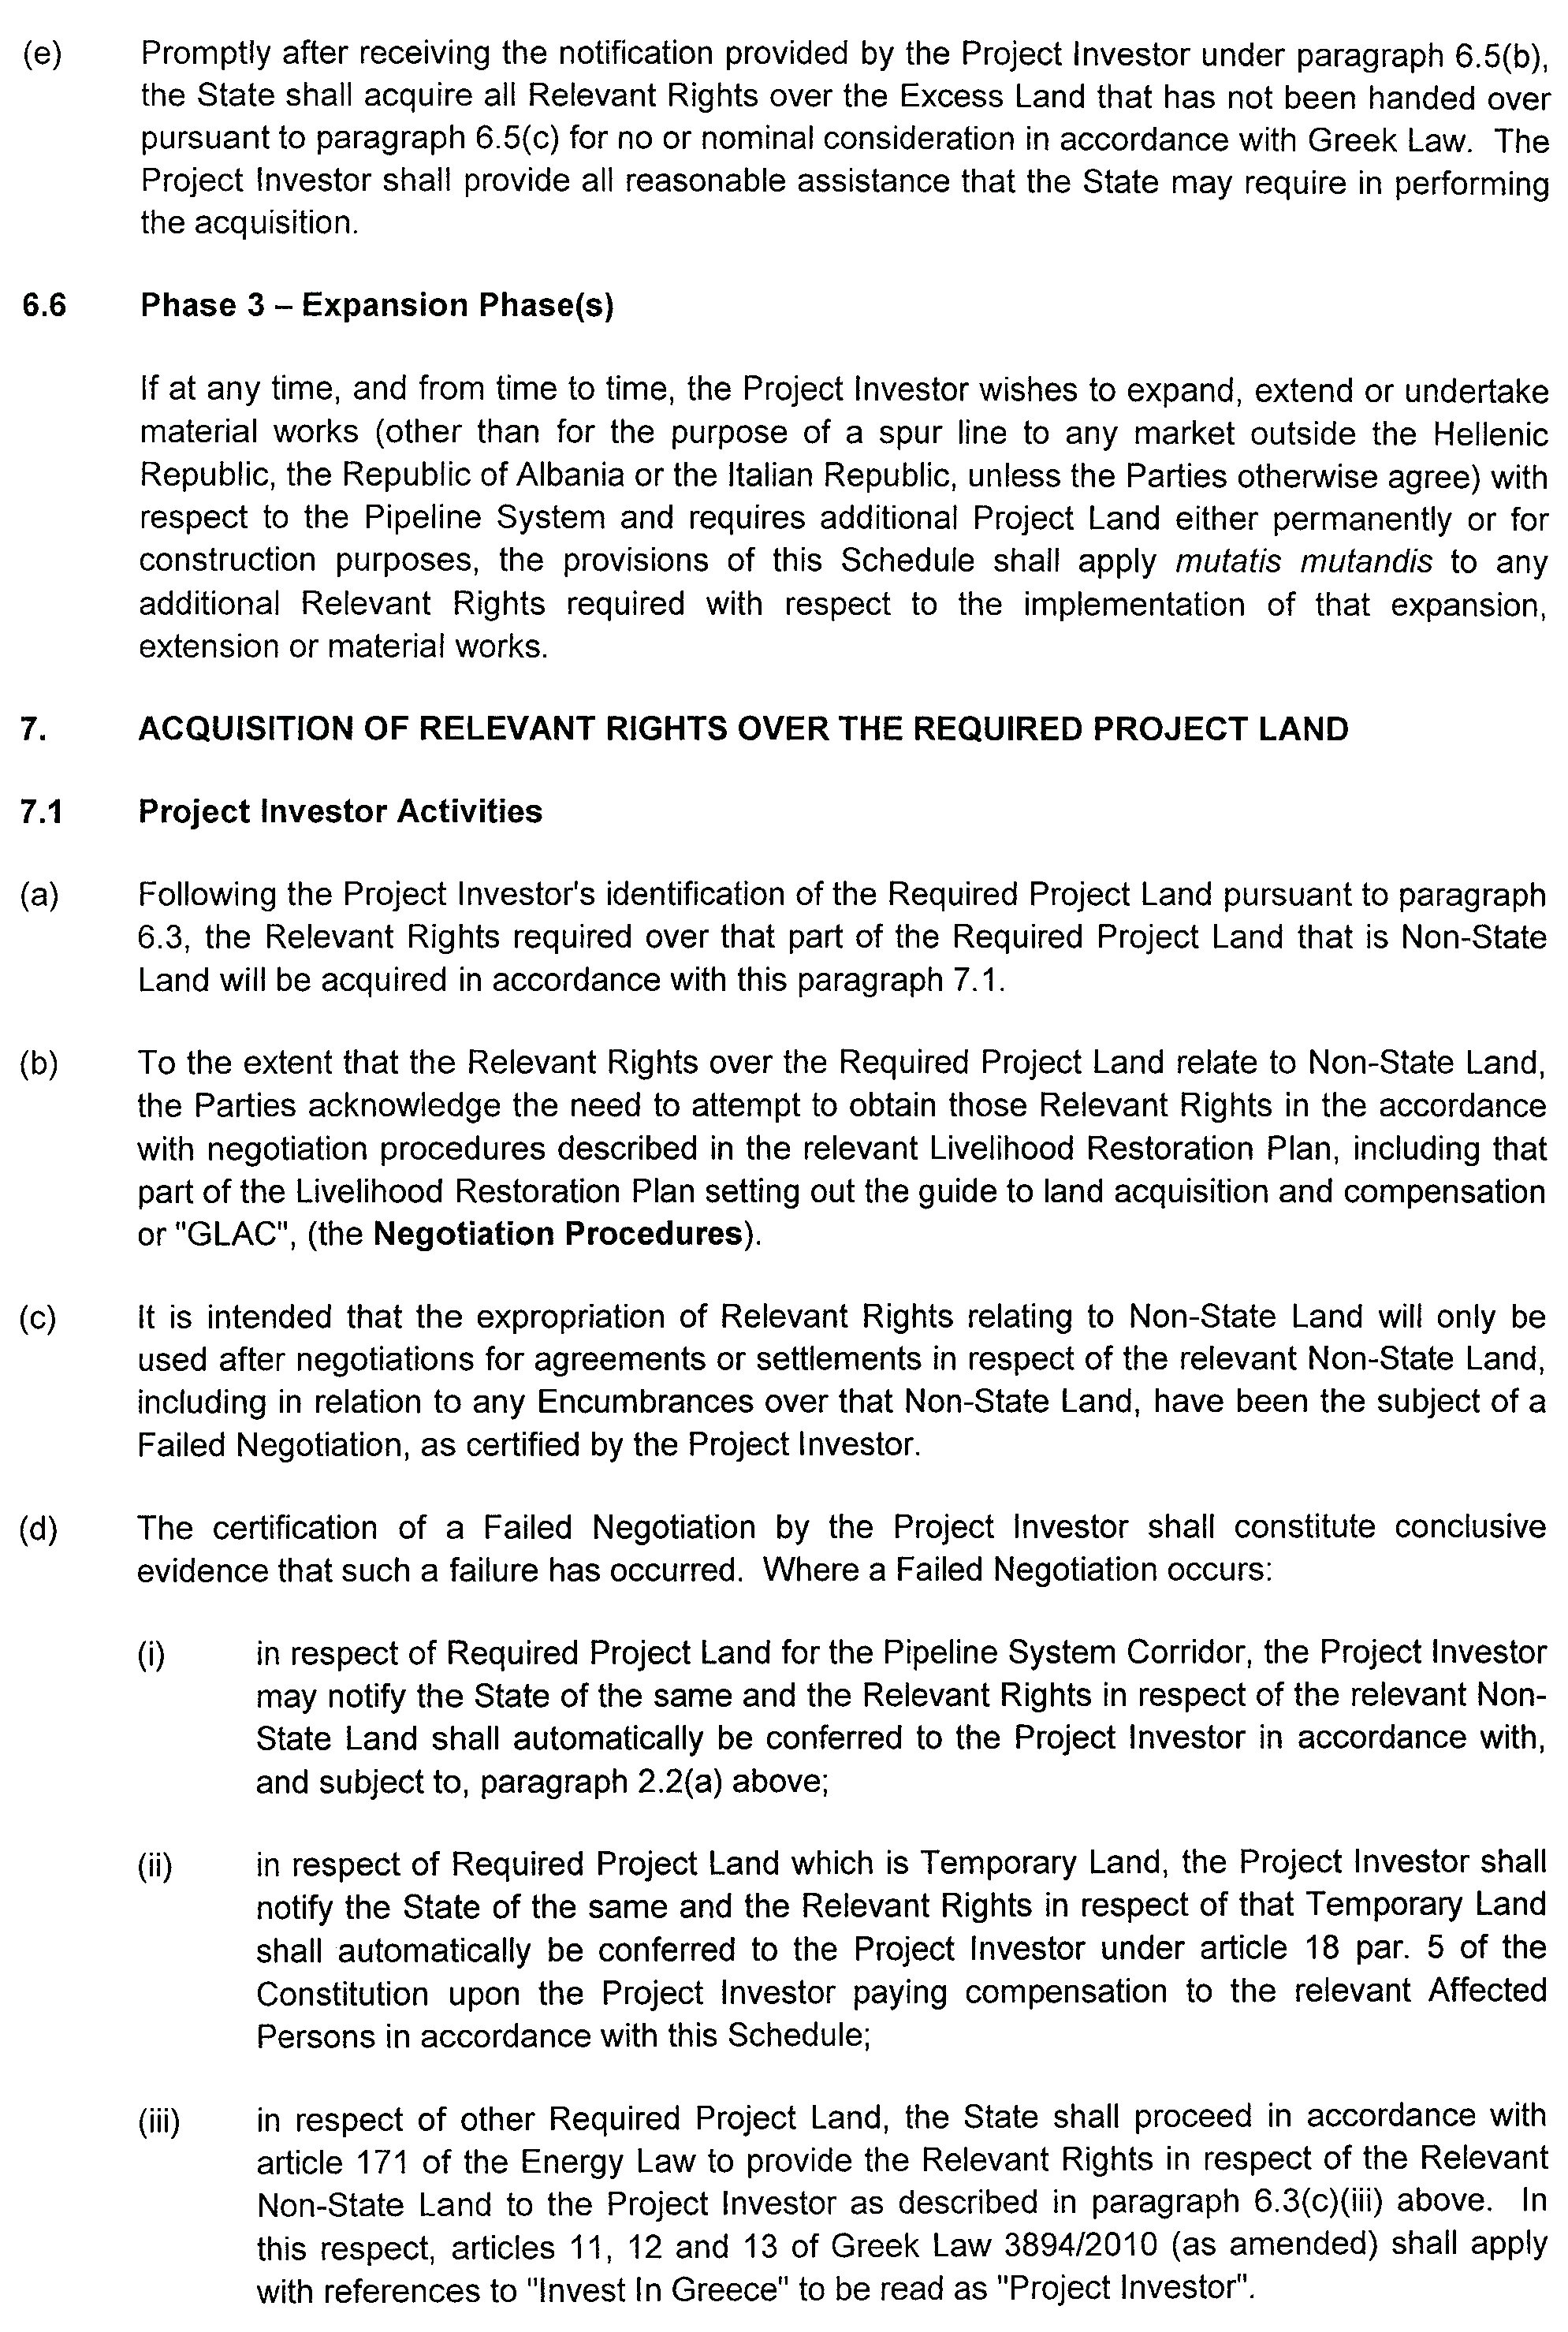 (e) Promptly after receiving the notification provided by the Project Investor under paragraph 6.5(b),
the State shall acquire all Relevant Rights over the Excess Land that has not been handed over
pursuant to paragraph 6.5(c) for no or nominal consideration in accordance with Greek Law. The
Project Investor shall provide all reasonable assistance that the State may require in performing
the acquisition.
6.6 Phase 3 – Expansion Phase(s)
If at any time, and from time to time, the Project Investor wishes to expand, extend or undertake
material works (other than for the purpose of a spur line to any market outside the Hellenic
Republic, the Republic of Albania or the Italian Republic, unless the Parties otherwise agree) with
respect to the Pipeline System and requires additional Project Land either permanently or for
construction purposes, the provisions of this Schedule shall apply mutatis mutandis to any
additional Relevant Rights required with respect to the implementation of that expansion,
extension or material works.
7. ACQUISITION OF RELEVANT RIGHTS OVER THE REQUIRED PROJECT LAND
7.1 Project Investor Activities
(a) Following the Project Investor's identification of the Required Project Land pursuant to paragraph
6.3, the Relevant Rights required over that part of the Required Project Land that is Non-State
Land will be acquired in accordance with this paragraph 7.1.
(b) To the extent that the Relevant Rights over the Required Project Land relate to Non-State Land,
the Parties acknowledge the need to attempt to obtain those Relevant Rights in the accordance
with negotiation procedures described in the relevant Livelihood Restoration Plan, including that
part of the Livelihood Restoration Plan setting out the guide to land acquisition and compensation
or "GLAC", (the Negotiation Procedures).
(c) It is intended that the expropriation of Relevant Rights relating to Non-State Land will only be
used after negotiations for agreements or settlements in respect of the relevant Non-State Land,
including in relation to any Encumbrances over that Non-State Land, have been the subject of a
Failed Negotiation, as certified by the Project Investor.
(d) The certification of a Failed Negotiation by the Project Investor shall constitute conclusive
evidence that such a failure has occurred. Where a Failed Negotiation occurs:
(i) in respect of Required Project Land for the Pipeline System Corridor, the Project Investor
may notify the State of the same and the Relevant Rights in respect of the relevant Non-
State Land shall automatically be conferred to the Project Investor in accordance with,
and subject to, paragraph 2.2(a) above;
(ii) in respect of Required Project Land which is Temporary Land, the Project Investor shall
notify the State of the same and the Relevant Rights in respect of that Temporary Land
shall automatically be conferred to the Project Investor under article 18 par. 5 of the
Constitution upon the Project Investor paying compensation to the relevant Affected
Persons in accordance with this Schedule;
(iii) in respect of other Required Project Land, the State shall proceed in accordance with
article 171 of the Energy Law to provide the Relevant Rights in respect of the Relevant
Non-State Land to the Project Investor as described in paragraph 6.3(c)(iii) above. In
this respect, articles 11, 12 and 13 of Greek Law 3894/2010 (as amended) shall apply
with references to "Invest In Greece" to be read as "Project Investor".